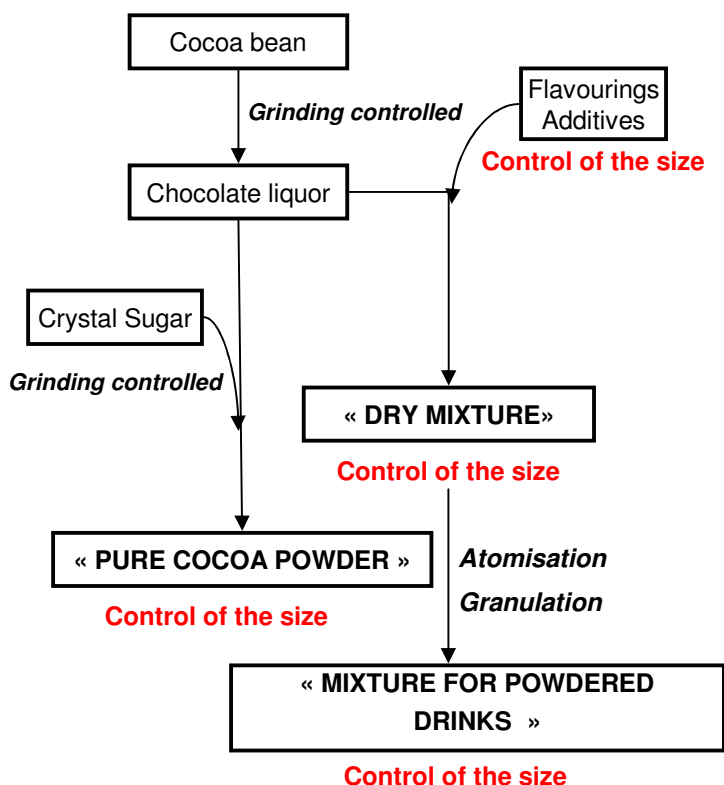 Cocoa bean
Grinding controlled
Flavourings
Additives
Control of the size
Chocolate liquor
Crystal Sugar
Grinding controlled
« DRY MIXTURE»
Control of the size
« PURE COCOA POWDER »
Control of the size
Atomisation
Granulation
« MIXTURE FOR POWDERED
DRINKS »
Control of the size